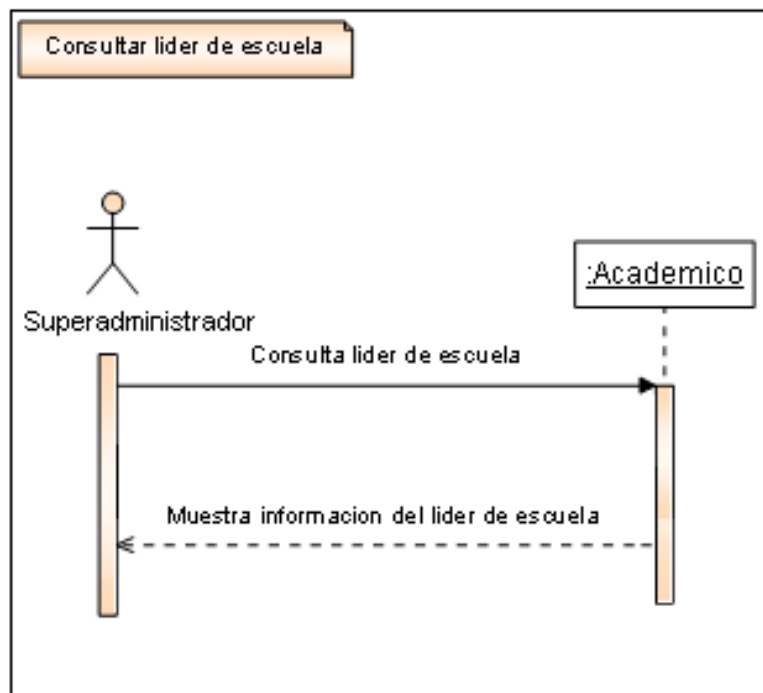 Consultar lider de escuela
Superadministrador
:Academico
Consulta lider de escuela
Muestra informacion del lider de escuela